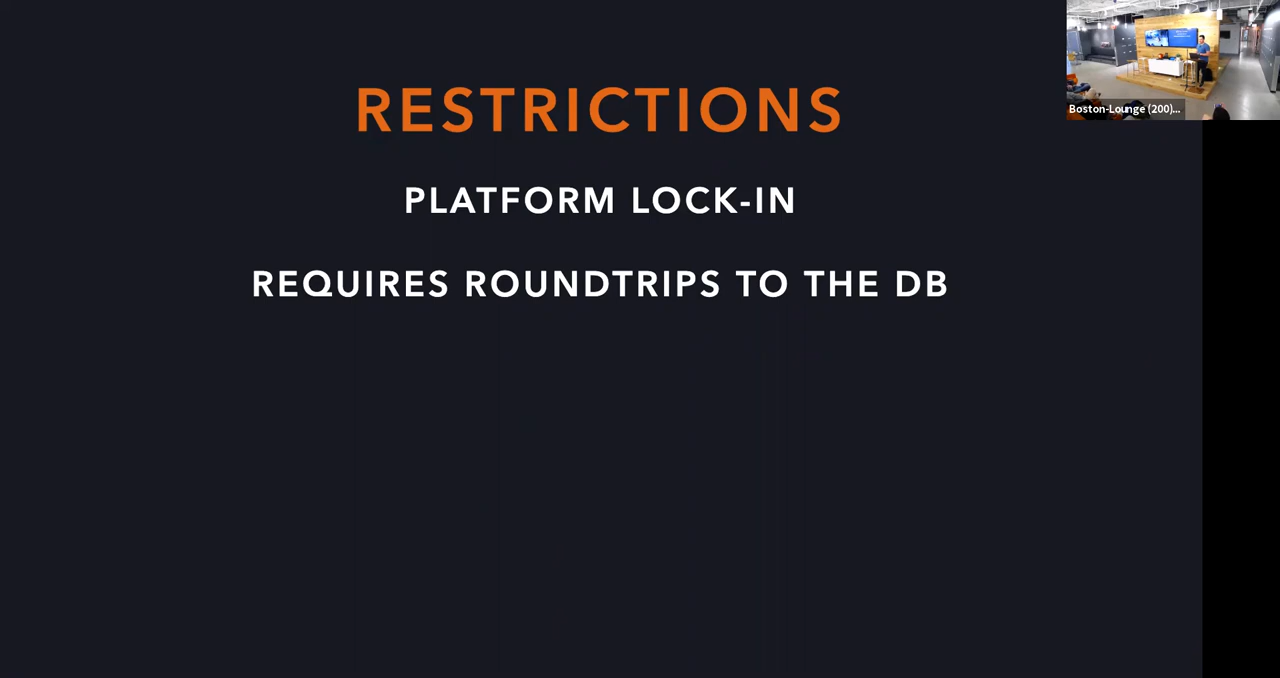 RESTRICTIONS
PLATFORM LOCK-IN
REQUIRES ROUNDTRIPS TO THE DB
Boston-Lounge (200)...